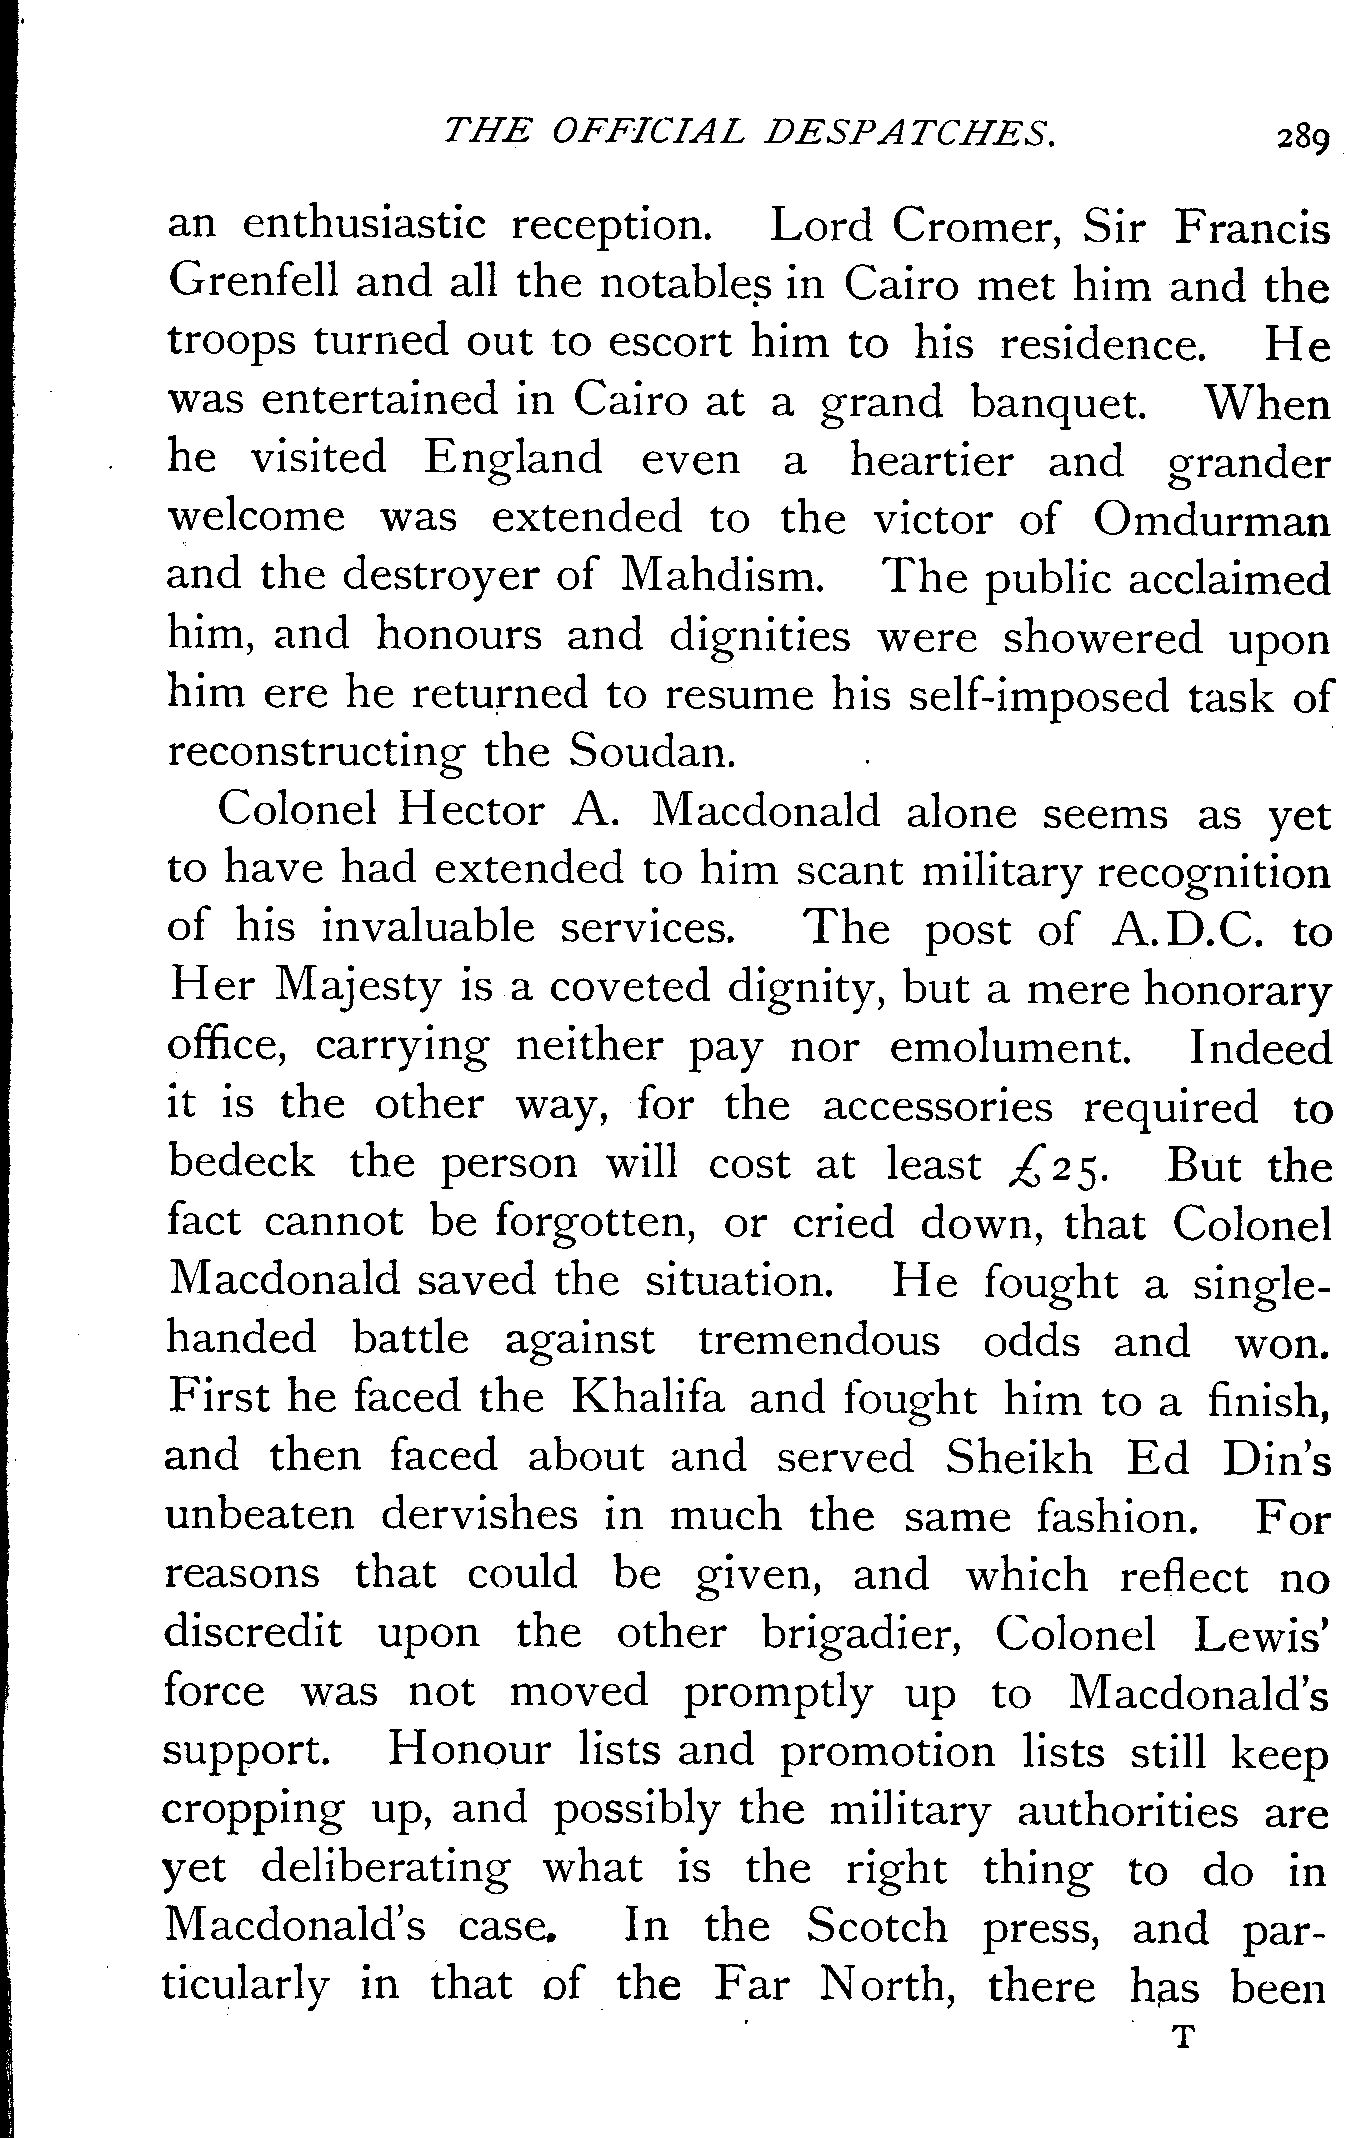 THE OFFICIAL DESPATCHES. 289
an enthusiastic reception. Lord Cromer, Sir Francis
Grenfell and all the notables in Cairo met him and the
troops turned out to escort him to his residence. He
was entertained in Cairo at a grand banquet. When
he visited England even a heartier and grander
welcome was extended to the victor of Omdurman
and the destroyer of Mahdism. The public acclaimed
him, and honours and dignities were showered upon
him ere he returned to resume his self-imposed task of
reconstructing the Soudan.
Colonel Hector A. Macdonald alone seems as yet
to have had extended to him scant military recognition
of his invaluable services. The post of A.D.C. to
Her Majesty is a coveted dignity, but a mere honorary
office, carrying neither pay nor emolument. Indeed
it is the other way, for the accessories required to
bedeck the person will cost at least £25. But the
fact cannot be forgotten, or cried down, that Colonel
Macdonald saved the situation. He fought a single-
handed battle against tremendous odds and won.
First he faced the Khalifa and fought him to a finish,
and then faced about and served Sheikh Ed Din's
unbeaten dervishes in much the same fashion. For
reasons that could be given, and which reflect no
discredit upon the other brigadier, Colonel Lewis'
force was not moved promptly up to Macdonald's
support. Honour lists and promotion lists still keep
cropping up, and possibly the military authorities are
yet deliberating what is the right thing to do in
Macdonald's case. In the Scotch press, and par-
ticularly in that of the Far North, there has been
T